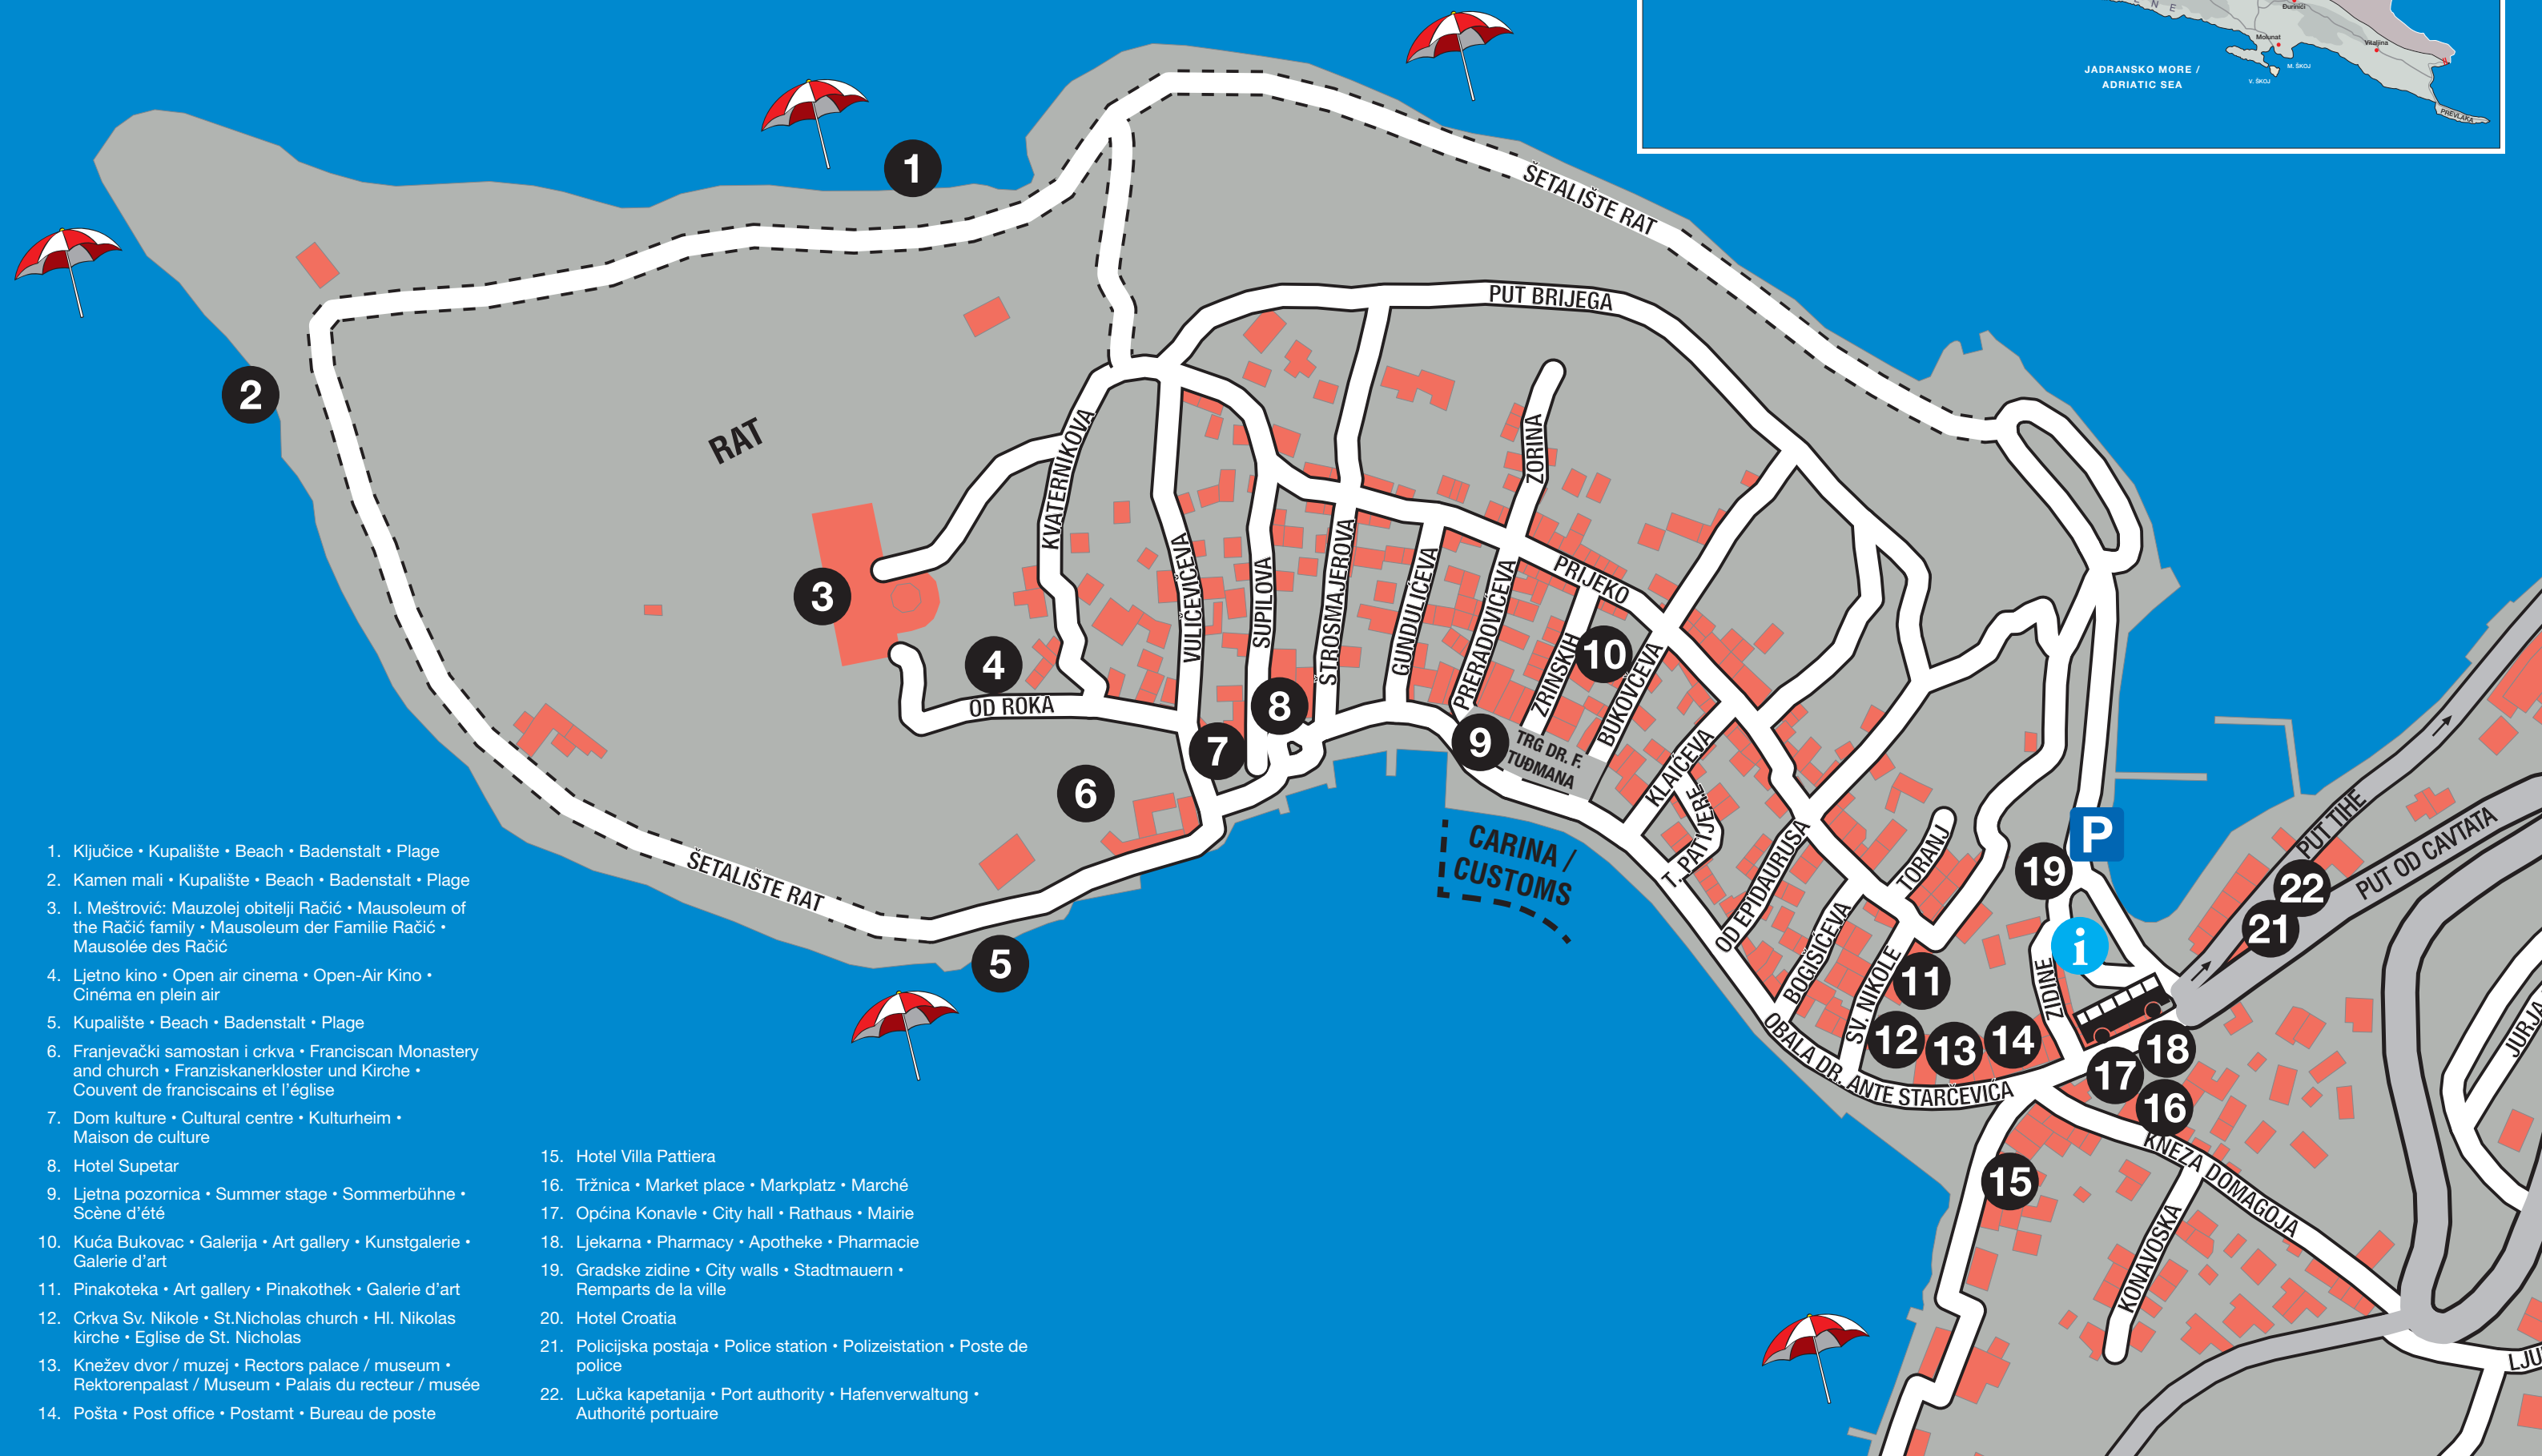 N E
Đurinići
Molunat
Vitaljina
M. ŠKOJ
V. ŠKOJ
PREVLAKA
JADRANSKO MORE /
ADRIATIC SEA
1
2
3
4
5
6
7
8
9
10
11
12
13
14
15
16
17
18
19
21
22
P
i
ŠETALIŠTE RAT
PUT BRIJEGA
RAT
KVATERNIKOVA
ZORINA
VULIČEVIĆEVA
SUPILOVA
ŠTROSMAJEROVA
GUNDULIĆEVA
PRERADOVIĆEVA
PRIJEKO
ZRINSKIH
BUKOVČEVA
OD ROKA
TRG DR. F.
TUĐMANA
KLAIĆEVA
T. PATIJERE
OD EPIDAURUSA
TORANJ
BOGIŠIĆEVA
SV. NIKOLE
ZIDINE
PUT TIHE
PUT OD CAVTATA
ŠETALIŠTE RAT
CARINA /
CUSTOMS
OBALA DR. ANTE STARČEVIĆA
KNEZA DOMAGOJA
KONAVOSKA
JURJA
LJU
1. Ključice • Kupalište • Beach • Badenstalt • Plage
2. Kamen mali • Kupalište • Beach • Badenstalt • Plage
3. I. Meštrović: Mauzolej obitelji Račić • Mausoleum of
the Račić family • Mausoleum der Familie Račić •
Mausolée des Račić
4. Ljetno kino • Open air cinema • Open-Air Kino •
Cinéma en plein air
5. Kupalište • Beach • Badenstalt • Plage
6. Franjevački samostan i crkva • Franciscan Monastery
and church • Franziskanerkloster und Kirche •
Couvent de franciscains et l'église
7. Dom kulture • Cultural centre • Kulturheim •
Maison de culture
8. Hotel Supetar
9. Ljetna pozornica • Summer stage • Sommerbühne •
Scène d'été
10. Kuća Bukovac • Galerija • Art gallery • Kunstgalerie •
Galerie d'art
11. Pinakoteka • Art gallery • Pinakothek • Galerie d'art
12. Crkva Sv. Nikole • St.Nicholas church • Hl. Nikolas
kirche • Eglise de St. Nicholas
13. Knežev dvor / muzej • Rectors palace / museum •
Rektorenpalast / Museum • Palais du recteur / musée
14. Pošta • Post office • Postamt • Bureau de poste
15. Hotel Villa Pattiera
16. Tržnica • Market place • Markplatz • Marché
17. Općina Konavle • City hall • Rathaus • Mairie
18. Ljekarna • Pharmacy • Apotheke • Pharmacie
19. Gradske zidine • City walls • Stadtmauern •
Remparts de la ville
20. Hotel Croatia
21. Policijska postaja • Police station • Polizeistation • Poste de
police
22. Lučka kapetanija • Port authority • Hafenverwaltung •
Authorité portuaire